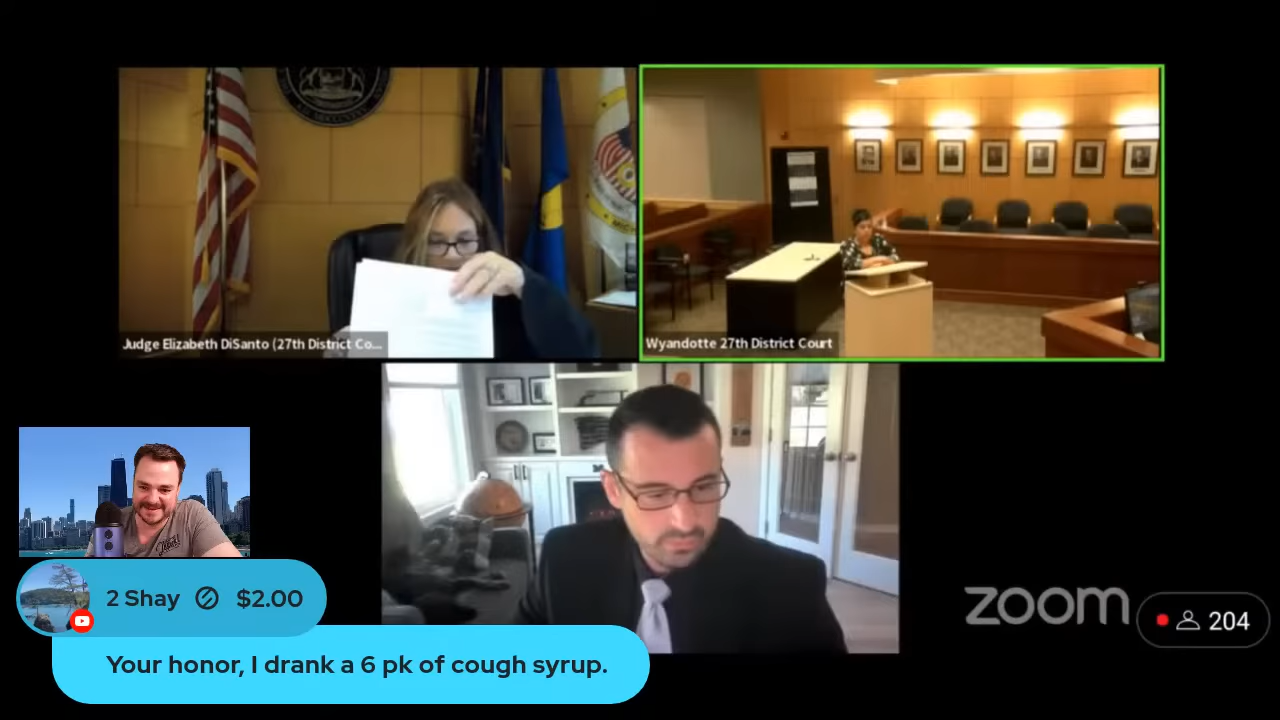 Judge Elizabeth DiSanto (27th District Co...
Wyandotte 27th District Court
2 Shay $2.00
Your honor, I drank a 6 pk of cough syrup.
zoom
204